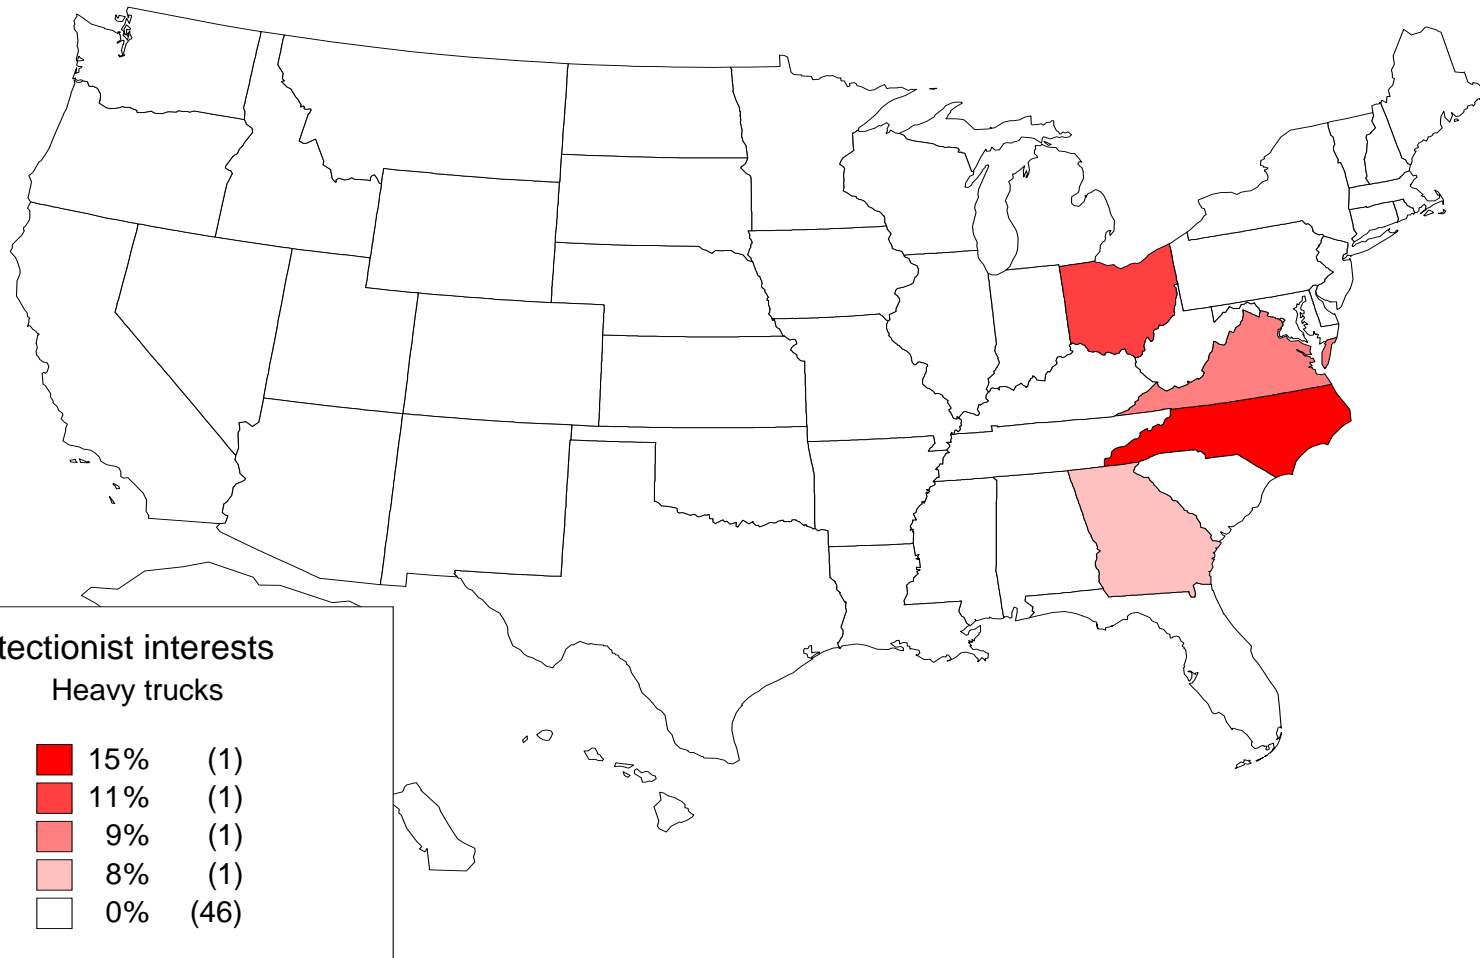 tectionist interests
Heavy trucks
15% (1)
11% (1)
9% (1)
8% (1)
0% (46)